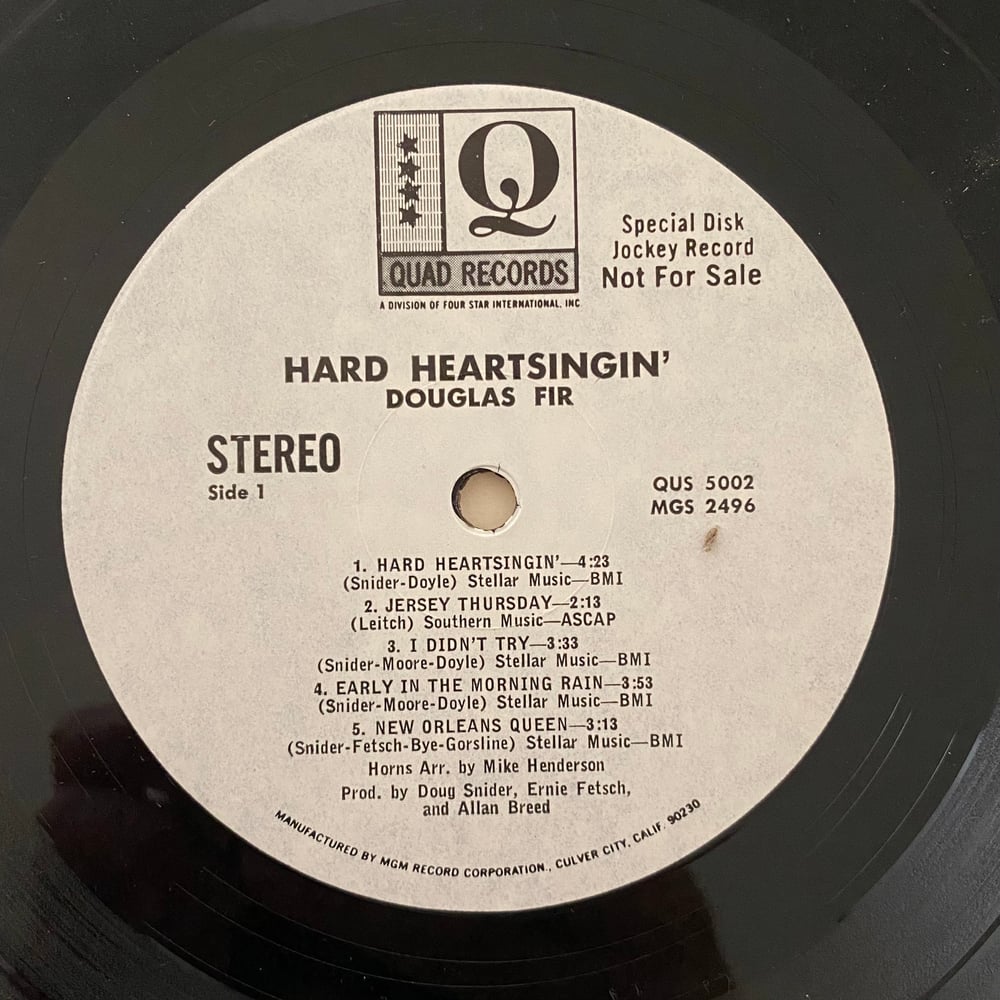 Q
QUAD RECORDS
A DIVISION OF FOUR STAR INTERNATIONAL, INC
Special Disk
Jockey Record
Not For Sale
HARD HEARTSINGIN'
DOUGLAS FIR
STEREO
Side 1
QUS 5002
MGS 2496
1. HARD HEARTSINGIN'—4:23
(Snider-Doyle) Stellar Music—BMI
2. JERSEY THURSDAY—2:13
(Leitch) Southern Music—ASCAP
3. I DIDN'T TRY—3:33
(Snider-Moore-Doyle) Stellar Music—BMI
4. EARLY IN THE MORNING RAIN—3:53
(Snider-Moore-Doyle) Stellar Music—BMI
5. NEW ORLEANS QUEEN—3:13
(Snider-Fetsch-Bye-Gorsline) Stellar Music—BMI
Horns Arr. by Mike Henderson
Prod. by Doug Snider, Ernie Fetsch,
and Allan Breed
MANUFACTURED BY MGM RECORD CORPORATION., CULVER CITY, CALIF. 90230